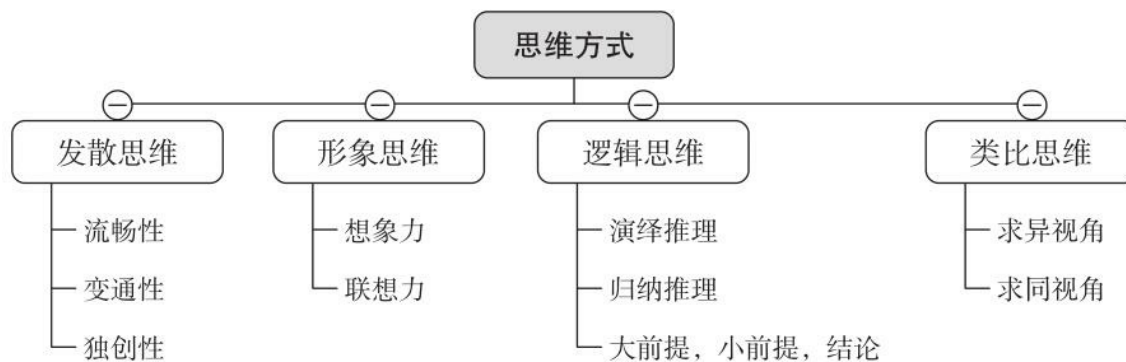 思维方式
发散思维
形象思维
逻辑思维
类比思维
流畅性
想象力
演绎推理
求异视角
变通性
联想力
归纳推理
求同视角
独创性
大前提，小前提，结论